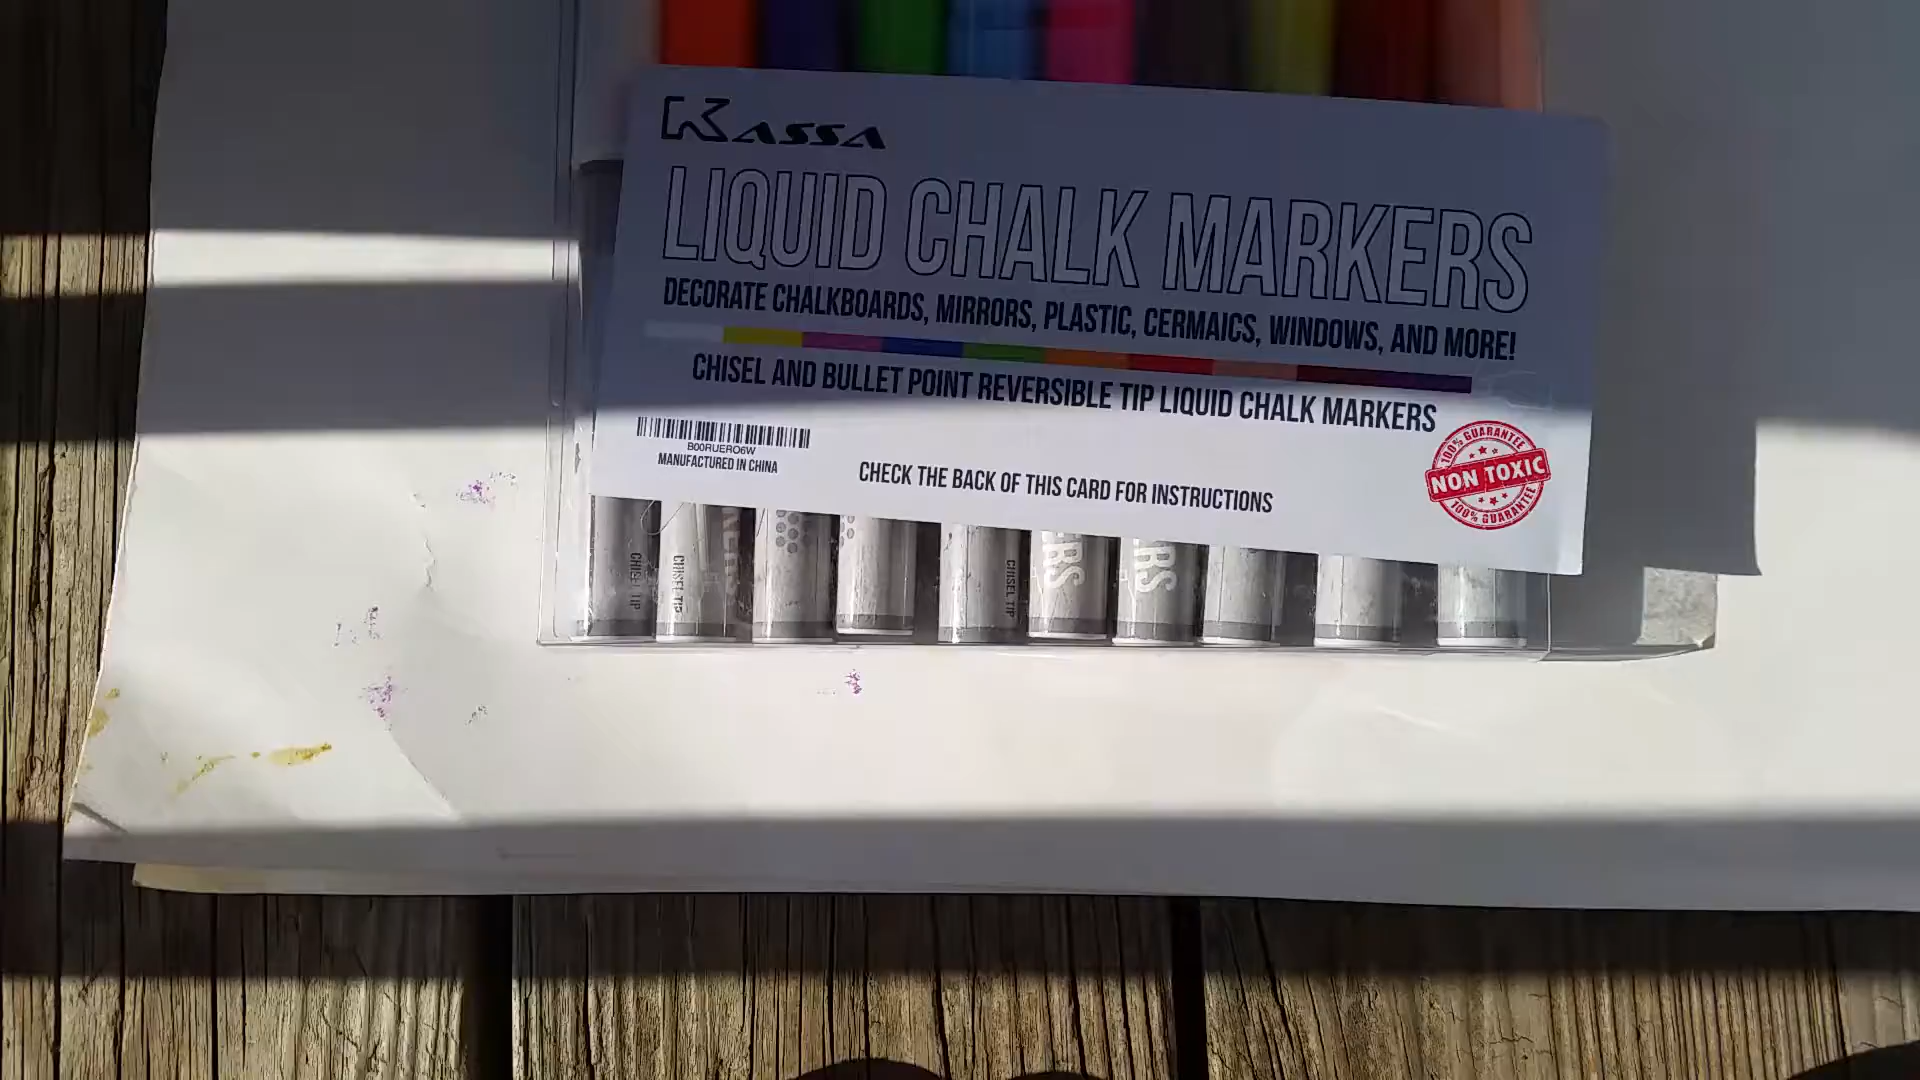 KASSA
LIQUID CHALK MARKERS
DECORATE CHALKBOARDS, MIRRORS, PLASTIC, CERMAICS, WINDOWS, AND MORE!
CHISEL AND BULLET POINT REVERSIBLE TIP LIQUID CHALK MARKERS
B00RUERO6W
MANUFACTURED IN CHINA
CHECK THE BACK OF THIS CARD FOR INSTRUCTIONS
100% GUARANTEE
NON TOXIC
100% GUARANTEE
CHISEL TIP
CHISEL TIP
CHISEL TIP